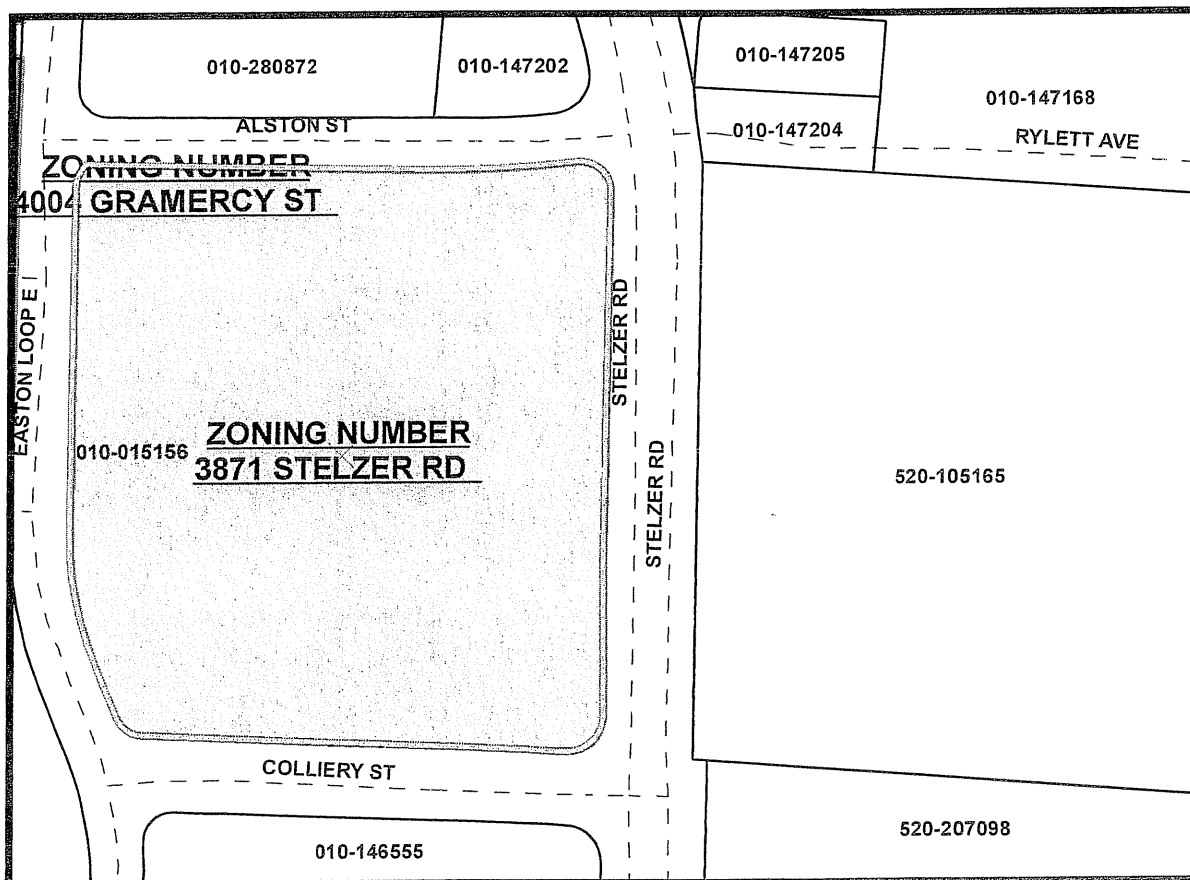 010-280872
010-147202
010-147205
010-147168
ALSTON ST
010-147204
RYLETT AVE
ZONING NUMBER
4004 GRAMERCY ST
EASTON LOOP E
STELZER RD
010-015156
ZONING NUMBER
3871 STELZER RD
STELZER RD
520-105165
COLLIERY ST
010-146555
520-207098